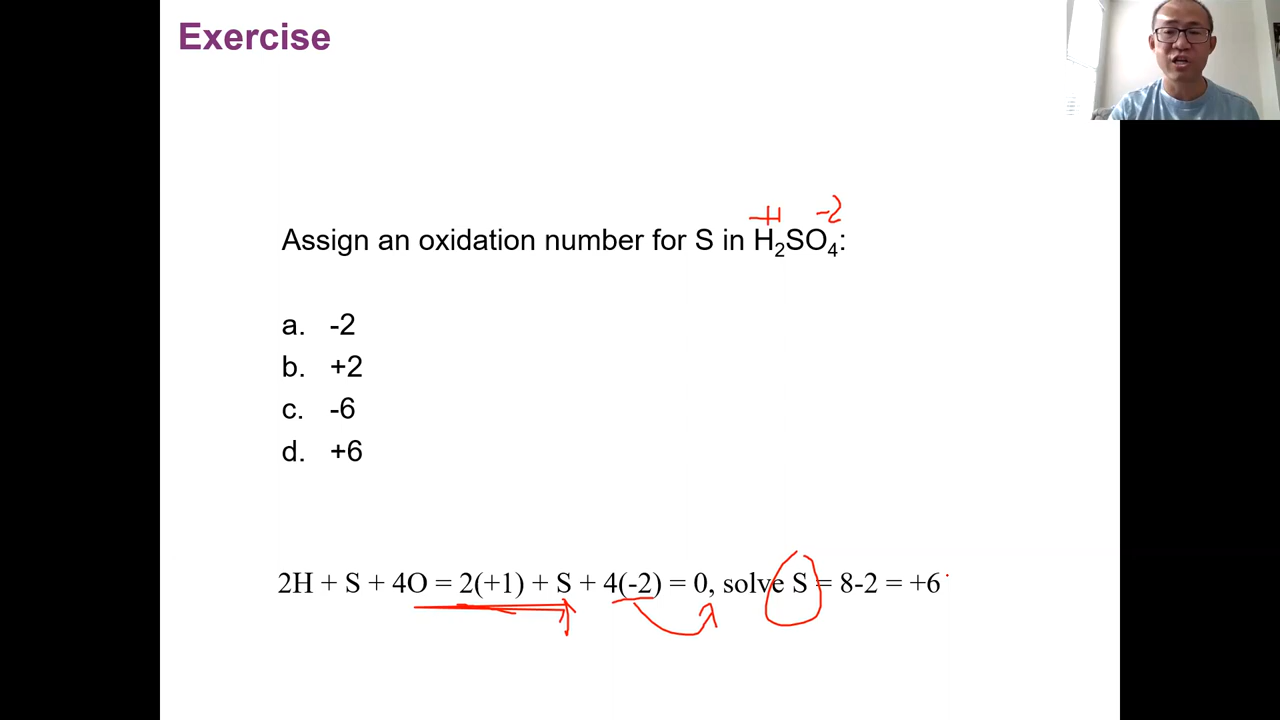 Exercise
+1 -2
Assign an oxidation number for S in H₂SO₄:
a. -2
b. +2
c. -6
d. +6
2H + S + 4O = 2(+1) + S + 4(-2) = 0, solve S = 8-2 = +6